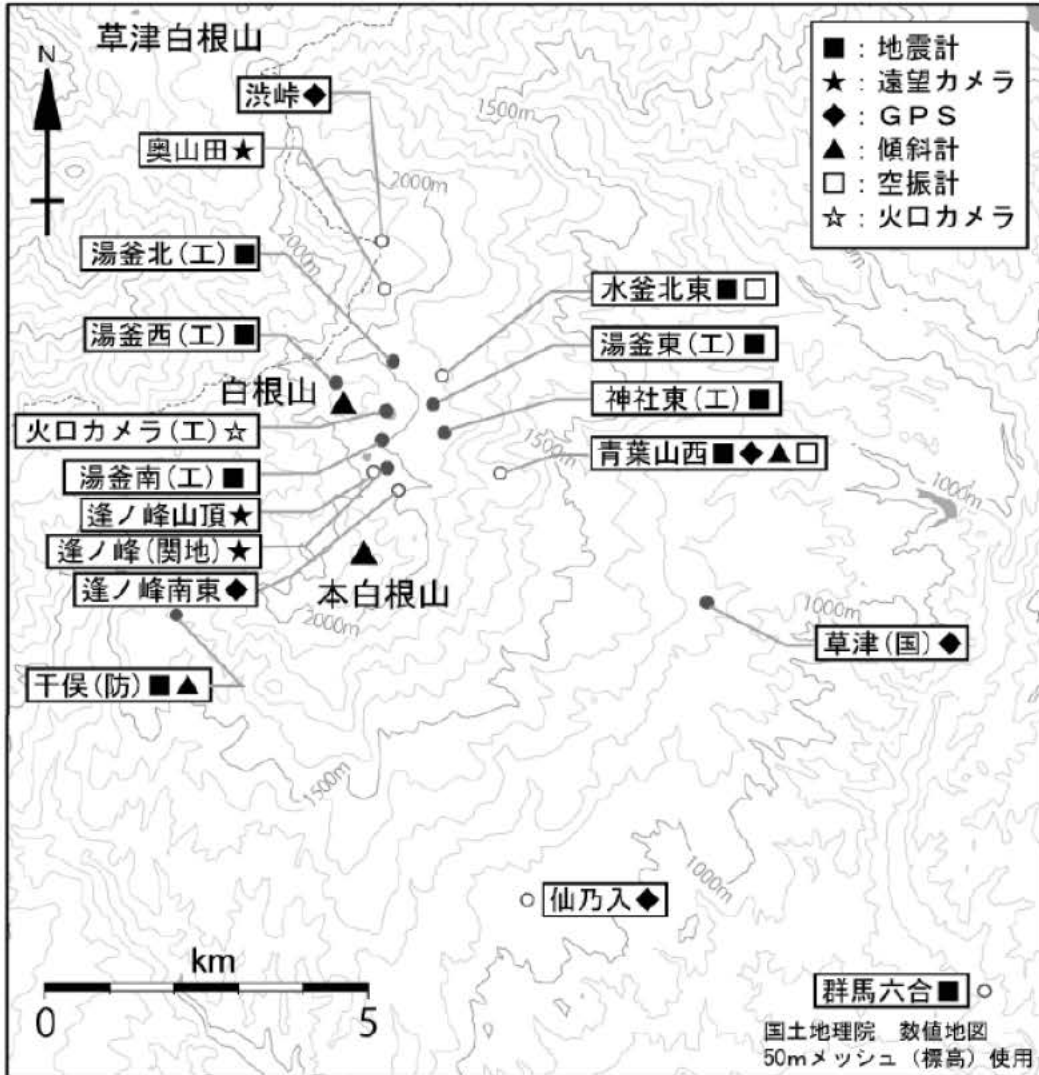 草津白根山
N
■：地震計
★：遠望カメラ
◆：ＧＰＳ
▲：傾斜計
□：空振計
☆：火口カメラ
渋峠◆
1500m
奥山田★
2000m
2000m
湯釜北(工)■
水釜北東■□
湯釜西(工)■
湯釜東(工)■
白根山
神社東(工)■
火口カメラ(工)☆
1500m
青葉山西■◆▲□
湯釜南(工)■
1000m
逢ノ峰山頂★
逢ノ峰(関地)★
逢ノ峰南東◆
本白根山
2000m
1000m
草津(国)◆
干俣(防)■▲
1500m
1000m
仙乃入◆
km
0 5
群馬六合■
国土地理院　数値地図
50mメッシュ（標高）使用